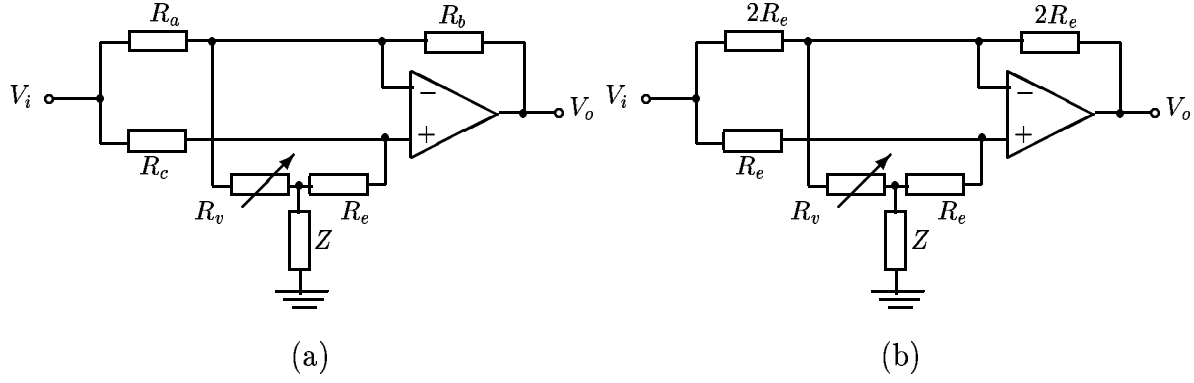 R_a R_b
V_i
− V_o
+
R_c
R_v R_e
Z
(a)
2R_e 2R_e
V_i
− V_o
+
R_e
R_v R_e
Z
(b)